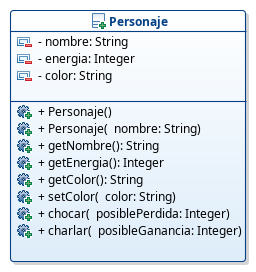 Personaje
- nombre: String
- energia: Integer
- color: String
+ Personaje()
+ Personaje( nombre: String)
+ getNombre(): String
+ getEnergia(): Integer
+ getColor(): String
+ setColor( color: String)
+ chocar( posiblePerdida: Integer)
+ charlar( posibleGanancia: Integer)